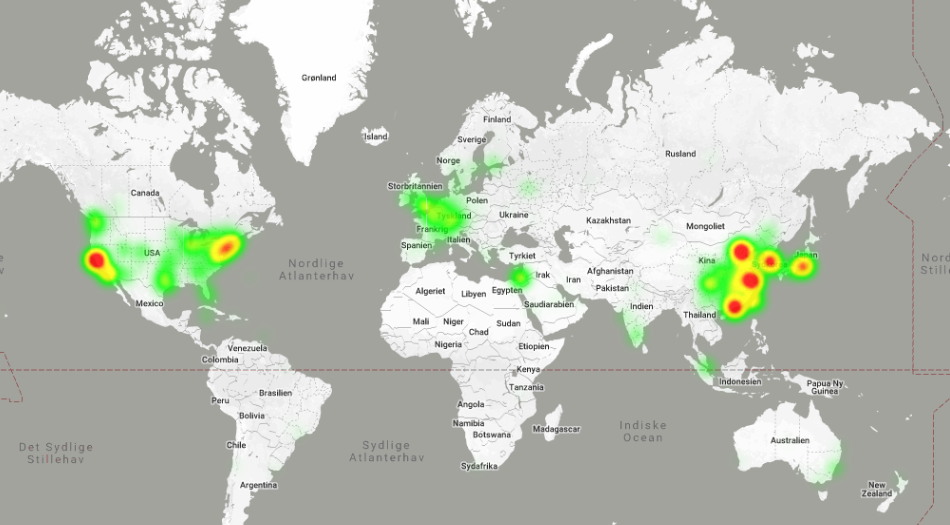 Grønland
Island
Finland
Sverige
Norge
Rusland
Canada
Storbritannien
Polen
Tyskland
Ukraine
Kasakhstan
Frankrig
Mongoliet
Italien
Spanien
USA
Tyrkiet
Kina
Japan
Nordlige
Atlanterhav
Irak
Iran
Afghanistan
Pakistan
Algeriet
Libyen
Egypten
Saudiarabien
Mexico
Indien
Thailand
Mali
Niger
Chad
Sudan
Nigeria
Etiopien
Venezuela
Colombia
Kenya
Indonesien
Papua Ny
Guinea
Tanzania
Brasilien
Peru
Angola
Bolivia
Namibia
Botswana
Madagascar
Indiske
Ocean
Australien
Det Sydlige
Stillehav
Chile
Sydlige
Atlanterhav
Sydafrika
Argentina
New
Zealand